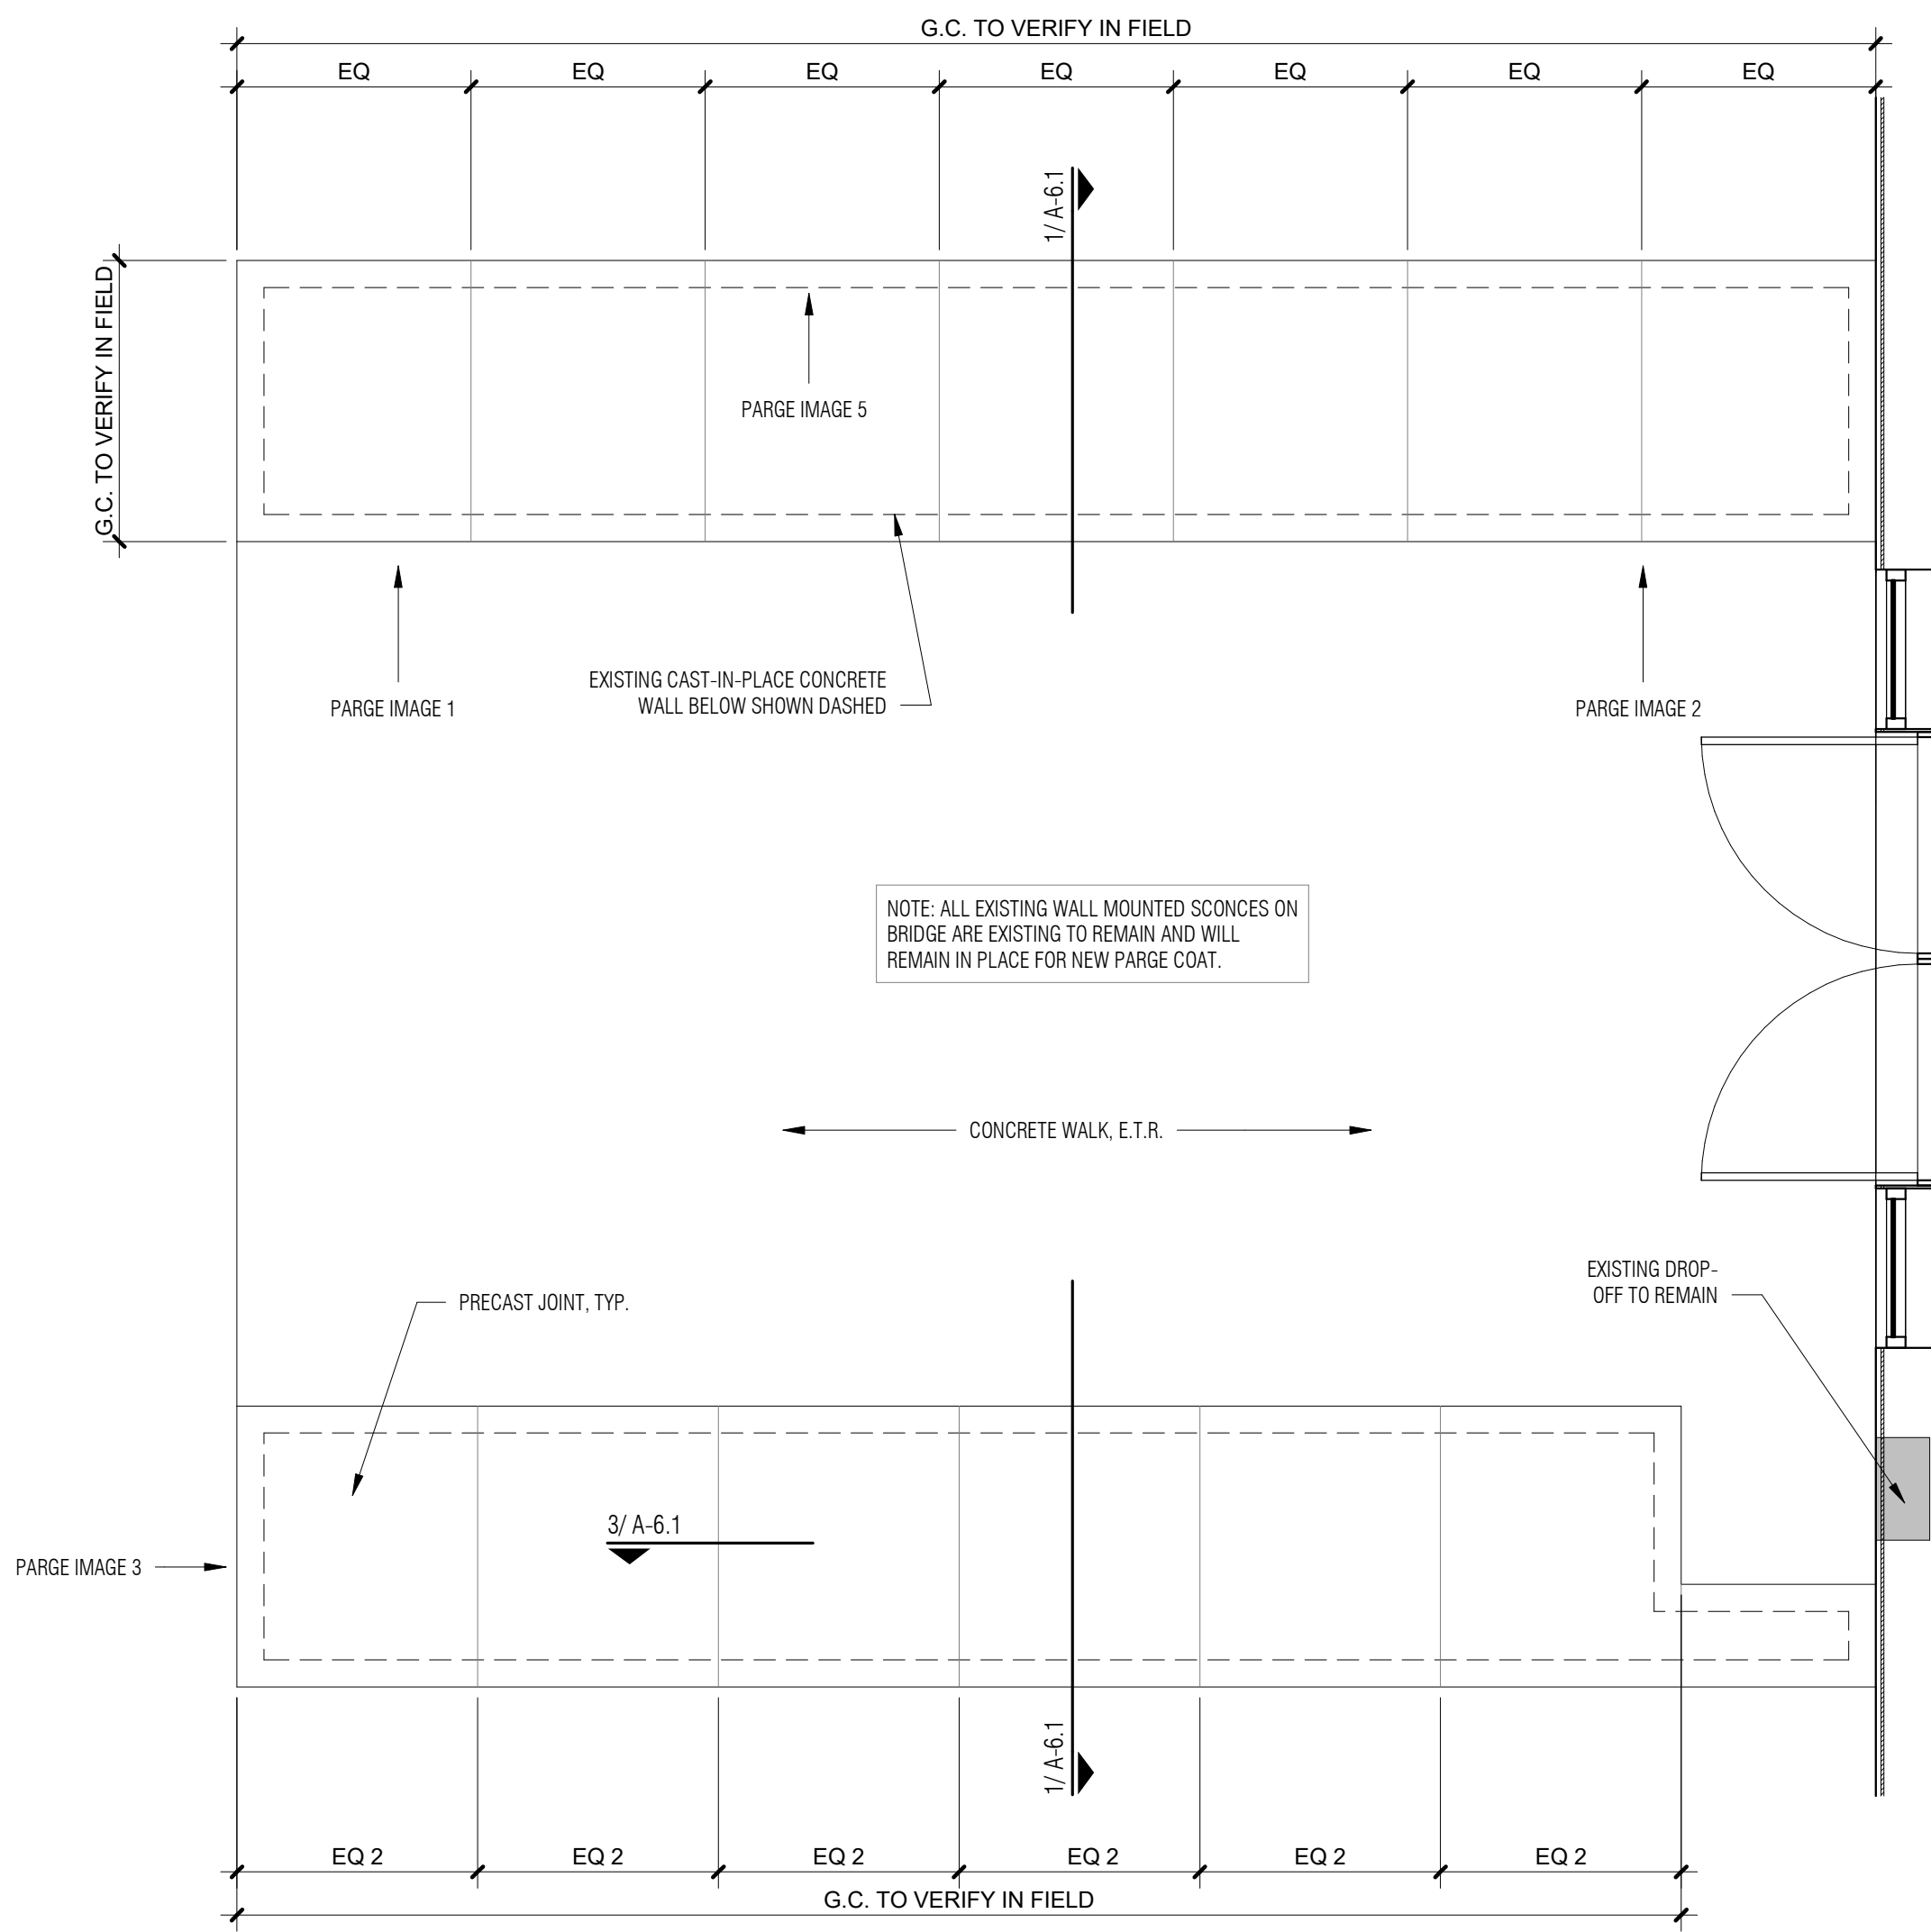 G.C. TO VERIFY IN FIELD
EQ
EQ
EQ
EQ
EQ
EQ
EQ
1/ A-6.1
G.C. TO VERIFY IN FIELD
PARGE IMAGE 5
EXISTING CAST-IN-PLACE CONCRETE
WALL BELOW SHOWN DASHED
PARGE IMAGE 1
PARGE IMAGE 2
NOTE: ALL EXISTING WALL MOUNTED SCONCES ON
BRIDGE ARE EXISTING TO REMAIN AND WILL
REMAIN IN PLACE FOR NEW PARGE COAT.
CONCRETE WALK, E.T.R.
EXISTING DROP-
OFF TO REMAIN
PRECAST JOINT, TYP.
3/ A-6.1
PARGE IMAGE 3
1/ A-6.1
EQ 2
EQ 2
EQ 2
EQ 2
EQ 2
EQ 2
G.C. TO VERIFY IN FIELD